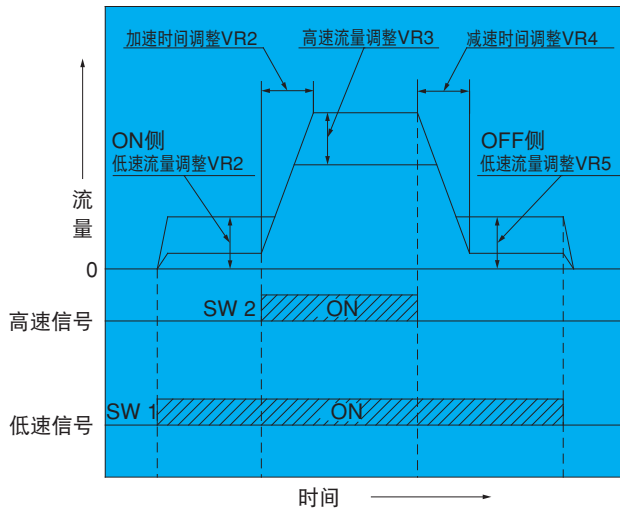 加速时间调整VR2
高速流量调整VR3
减速时间调整VR4
ON侧
低速流量调整VR2
OFF侧
低速流量调整VR5
流量
0
SW 2
ON
高速信号
SW 1
ON
低速信号
时间